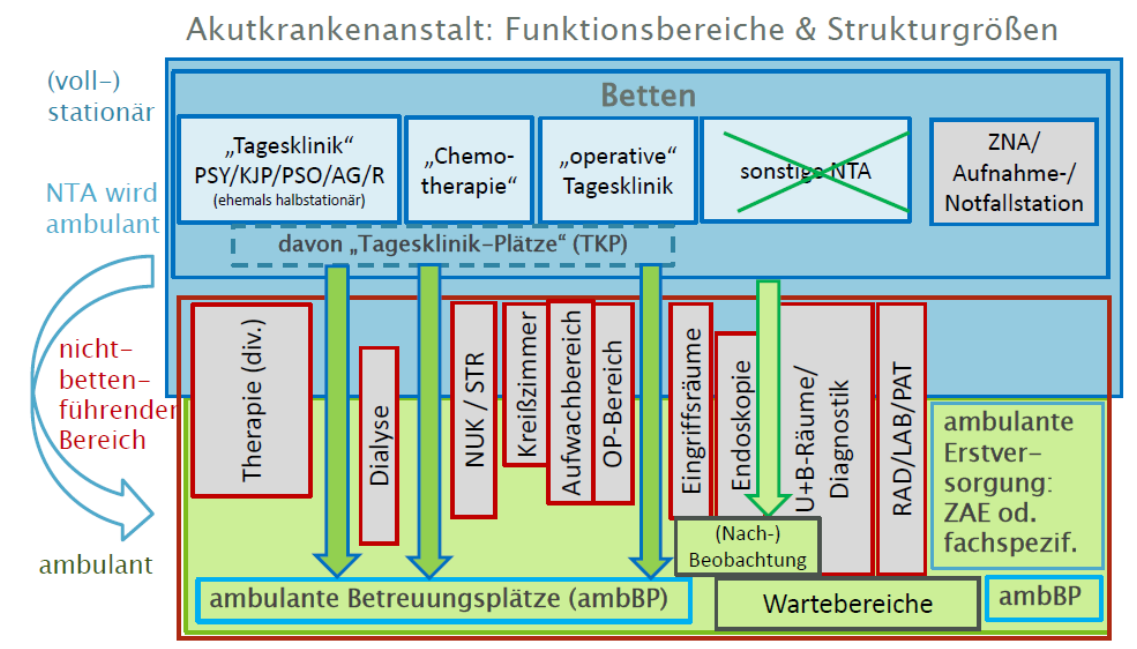 Akutkrankenanstalt: Funktionsbereiche & Strukturgrößen
(voll-)
stationär
Betten
„Tagesklinik“
PSY/KJP/PSO/AG/R
(ehemals halbstationär)
„Chemo-
therapie“
„operative“
Tagesklinik
sonstige NTA
ZNA/
Aufnahme-/
Notfallstation
NTA wird
ambulant
davon „Tagesklinik-Plätze“ (TKP)
nicht-
betten-
führender
Bereich
Therapie (div.)
Dialyse
NUK / STR
Kreißzimmer
Aufwachbereich
OP-Bereich
Eingriffsräume
Endoskopie
U+B-Räume/
Diagnostik
RAD/LAB/PAT
ambulante
Erstver-
sorgung:
ZAE od.
fachspezif.
(Nach-)
Beobachtung
ambulant
ambulante Betreuungsplätze (ambBP)
Wartebereiche
ambBP